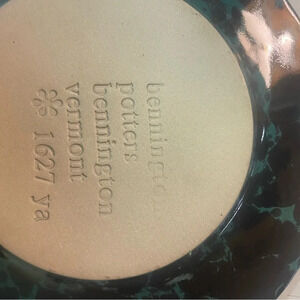 bennington
potters
bennington
vermont
1627 ya